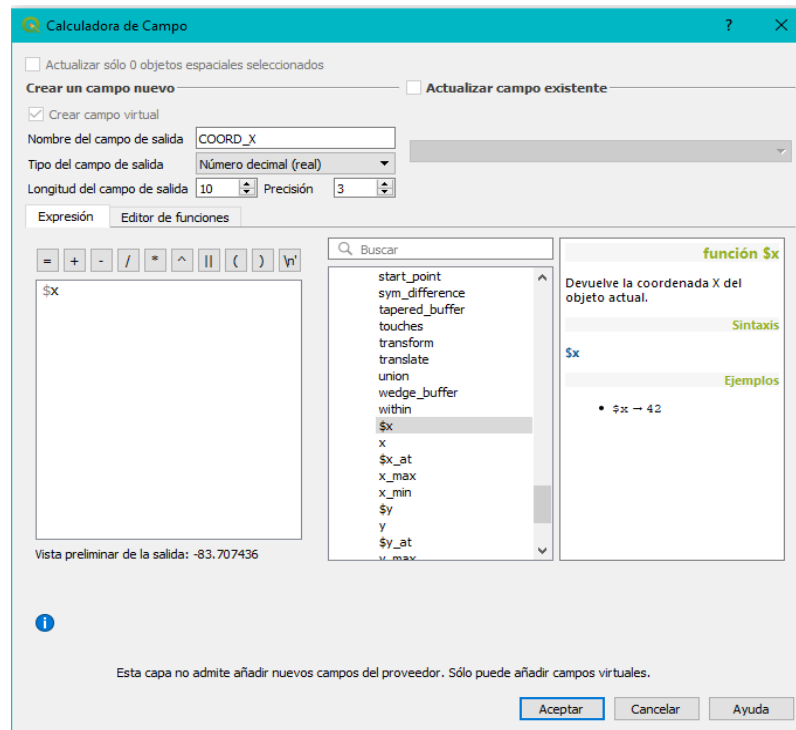 Calculadora de Campo ? ×
Actualizar sólo 0 objetos espaciales seleccionados
Crear un campo nuevo
Actualizar campo existente
Crear campo virtual
Nombre del campo de salida COORD_X
Tipo del campo de salida Número decimal (real)
Longitud del campo de salida 10 Precisión 3
Expresión Editor de funciones
= + - / * ^ || ( ) \n'
$x
Vista preliminar de la salida: -83.707436
Buscar
start_point
sym_difference
tapered_buffer
touches
transform
translate
union
wedge_buffer
within
$x
x
$x_at
x_max
x_min
$y
y
$y_at
y_max
función $x
Devuelve la coordenada X del
objeto actual.
Sintaxis
$x
Ejemplos
• $x → 42
Esta capa no admite añadir nuevos campos del proveedor. Sólo puede añadir campos virtuales.
Aceptar Cancelar Ayuda